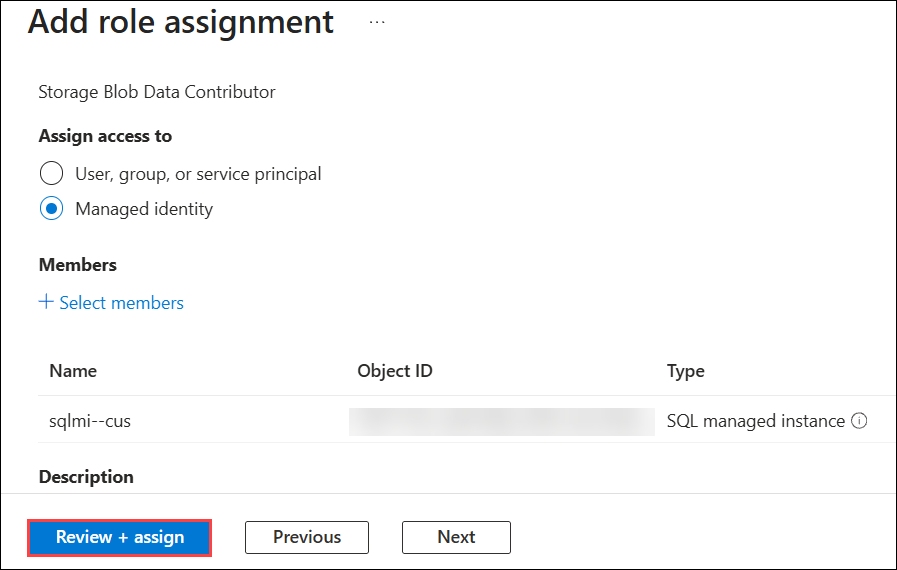 Add role assignment ...
Storage Blob Data Contributor
Assign access to
User, group, or service principal
Managed identity
Members
+ Select members
Name Object ID Type
sqlmi--cus SQL managed instance
Description
Review + assign Previous Next